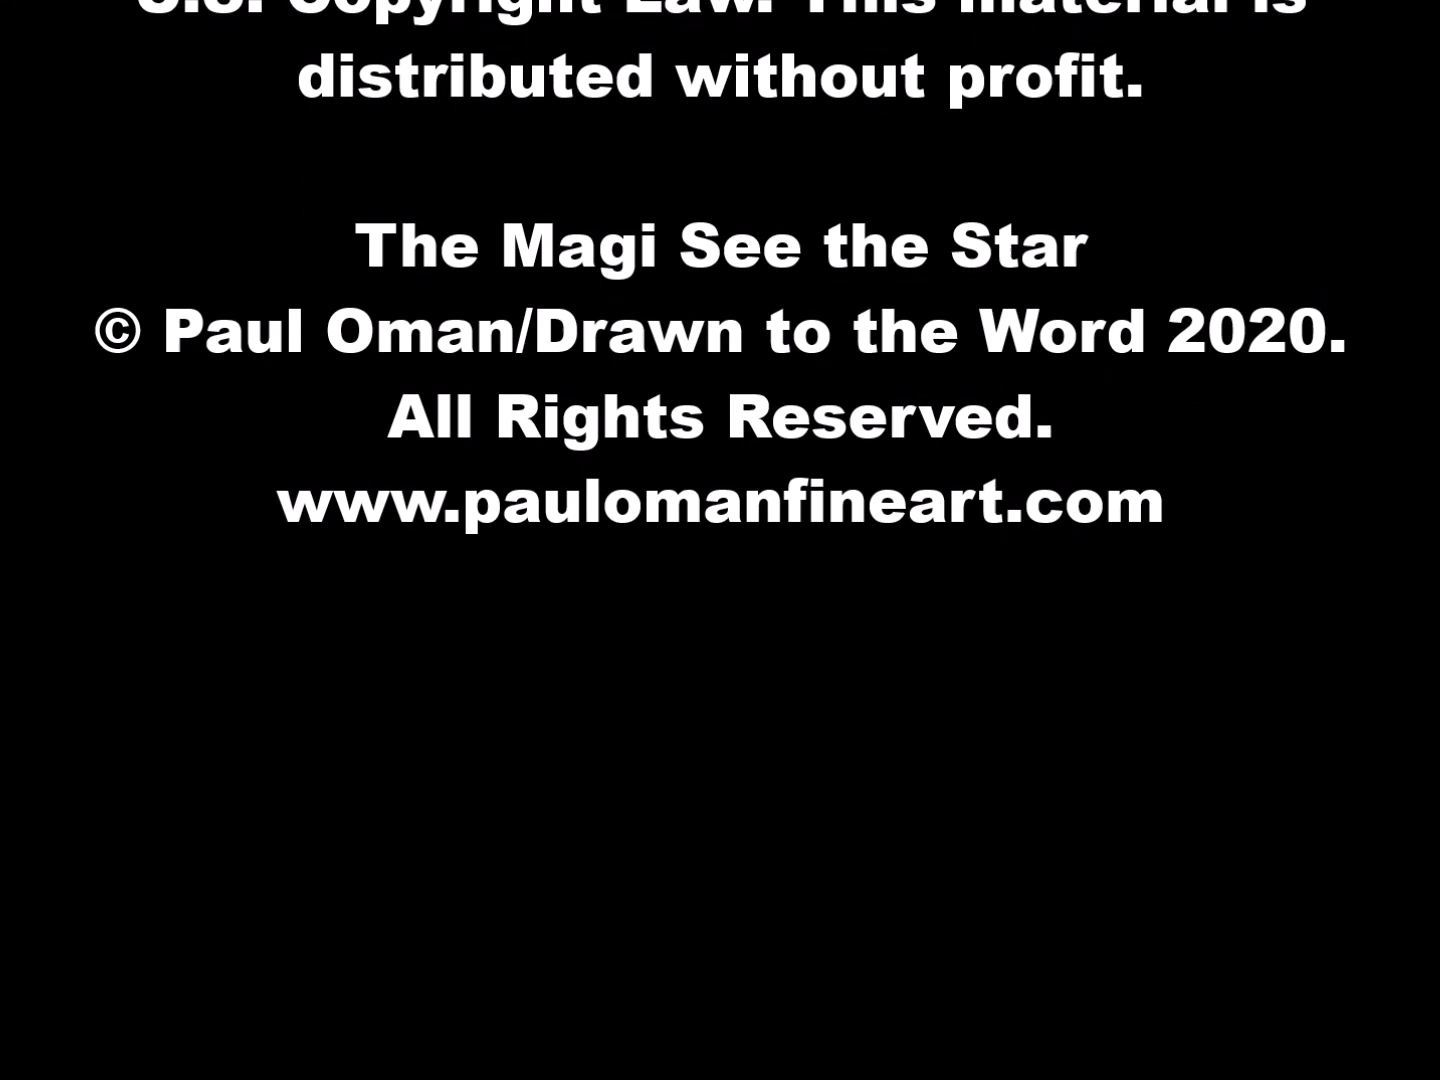 U.S. Copyright Law. This material is
distributed without profit.
The Magi See the Star
© Paul Oman/Drawn to the Word 2020.
All Rights Reserved.
www.paulomanfineart.com